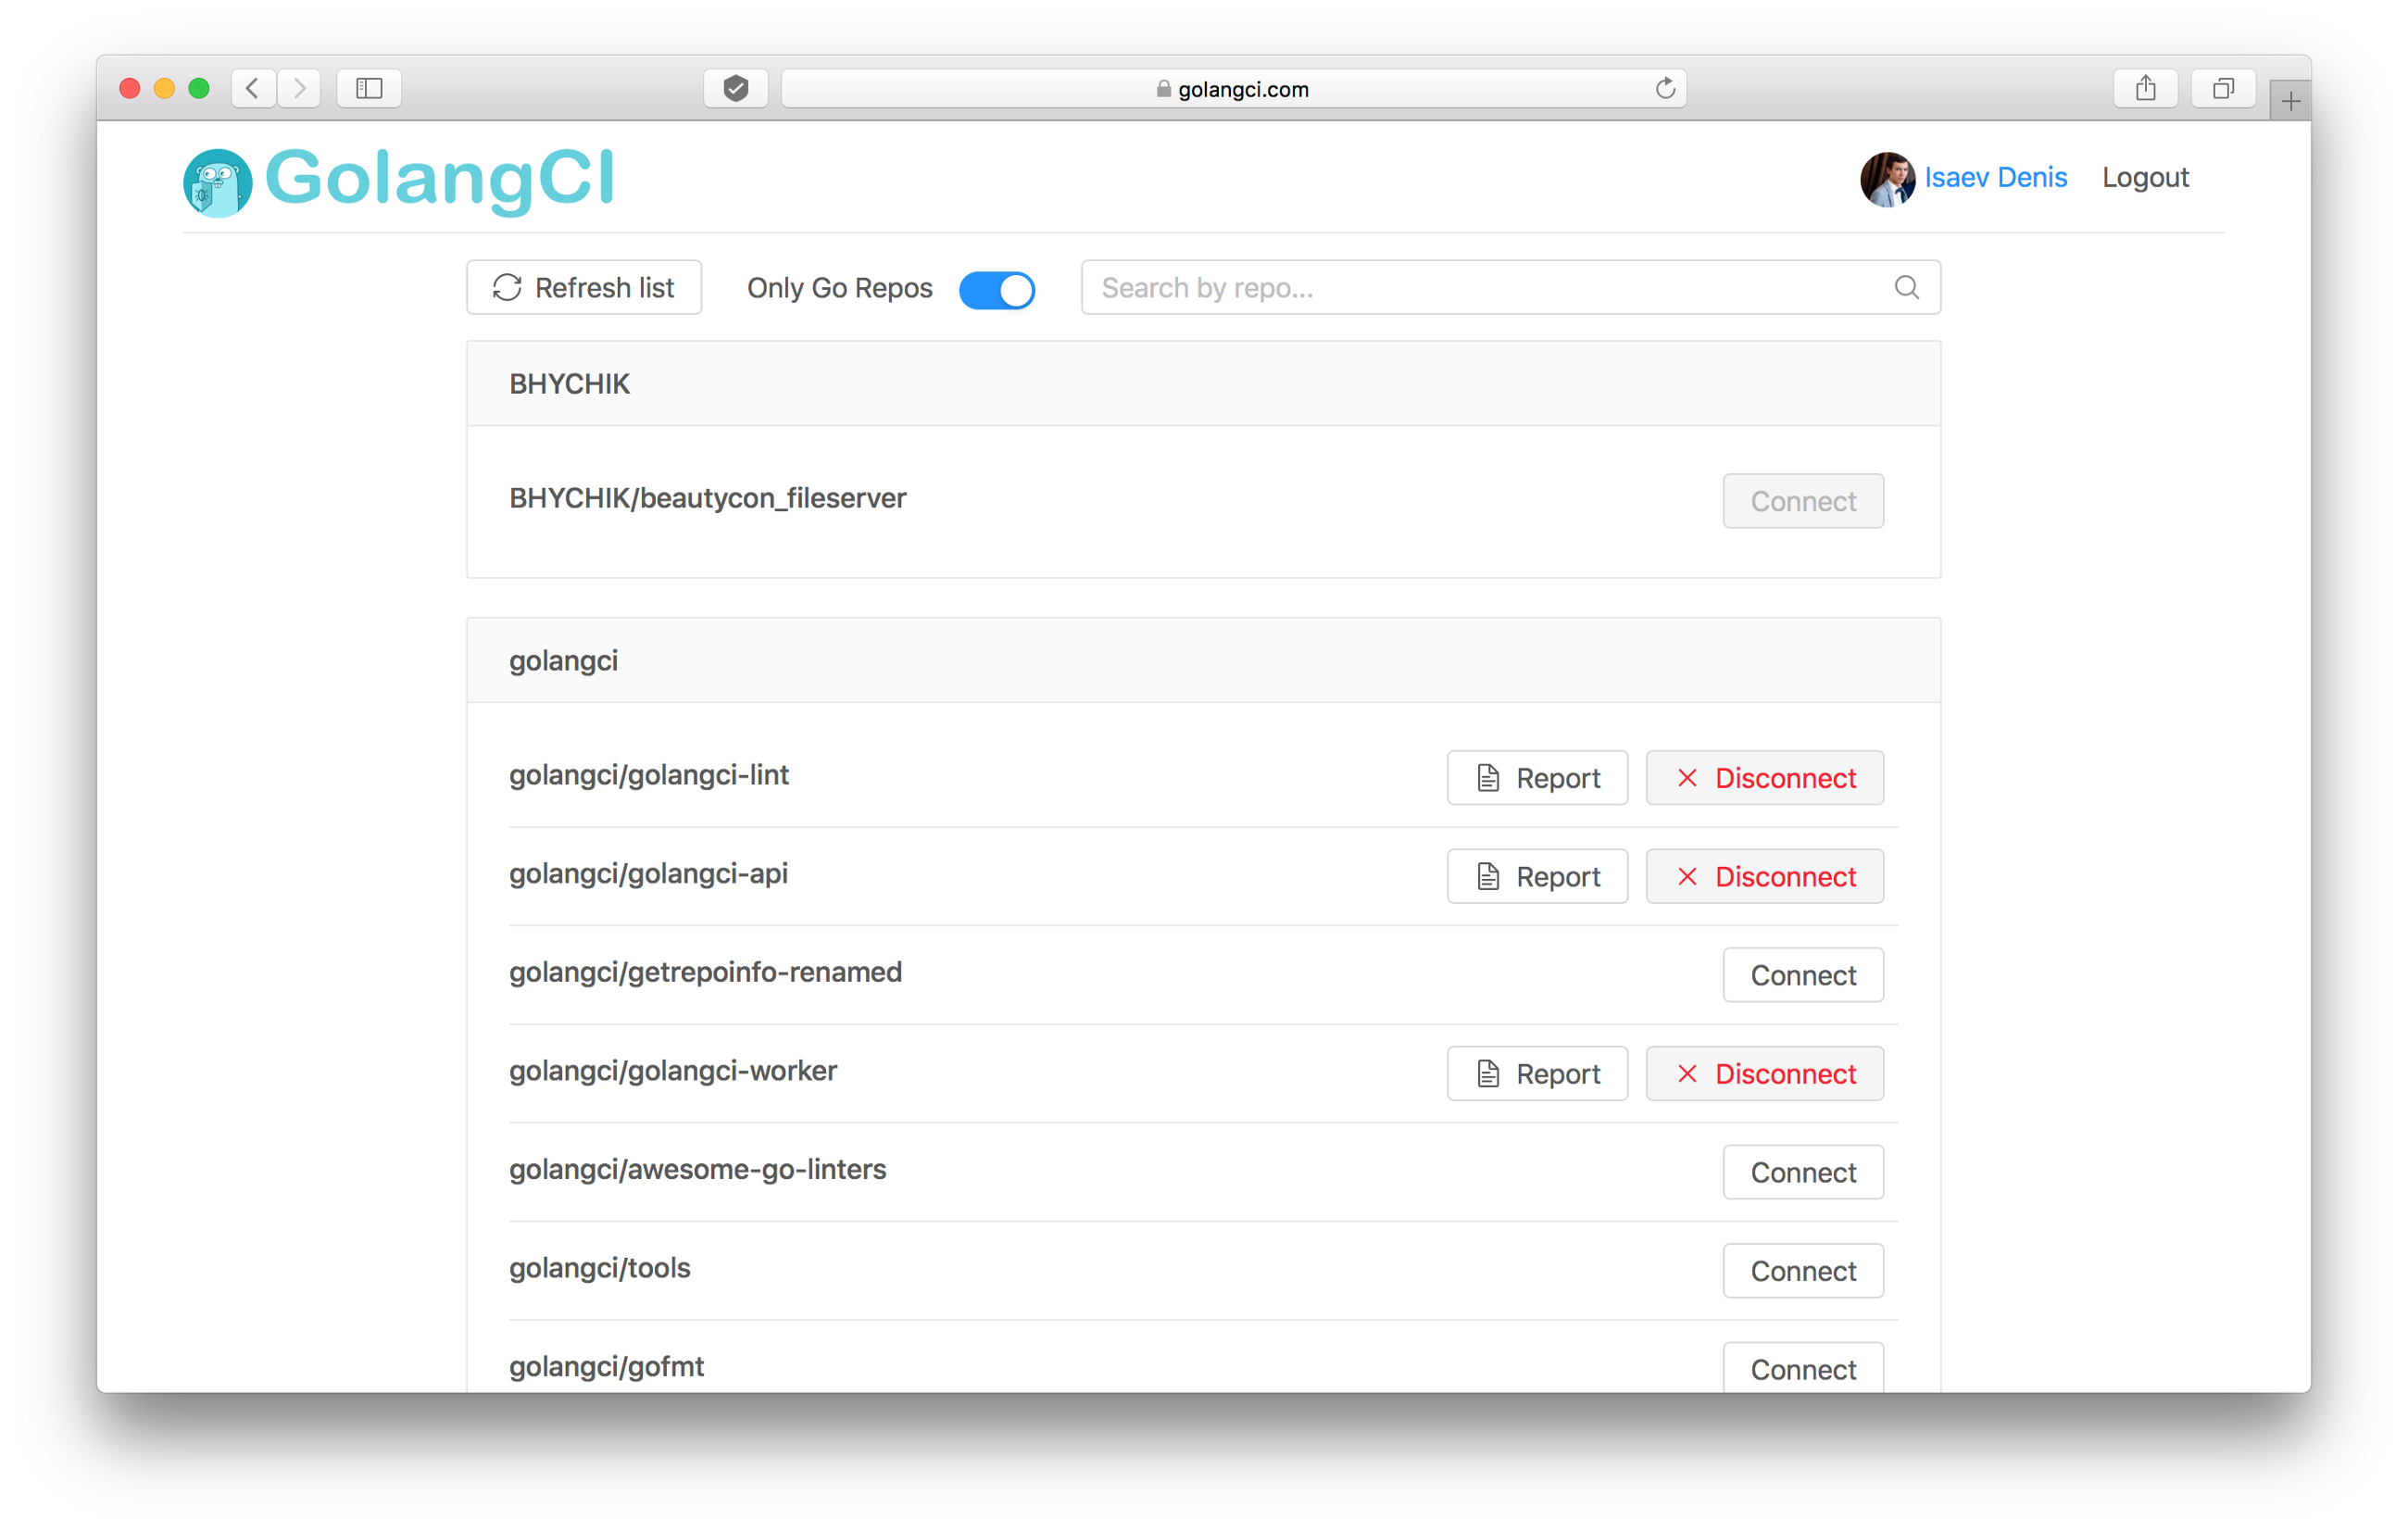 golangci.com
GolangCI
Isaev Denis Logout
Refresh list Only Go Repos Search by repo...
BHYCHIK
BHYCHIK/beautycon_fileserver Connect
golangci
golangci/golangci-lint Report Disconnect
golangci/golangci-api Report Disconnect
golangci/getrepoinfo-renamed Connect
golangci/golangci-worker Report Disconnect
golangci/awesome-go-linters Connect
golangci/tools Connect
golangci/gofmt Connect